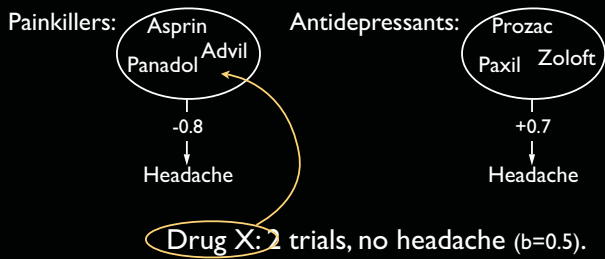 Painkillers:
Asprin
Advil
Panadol
-0.8
Headache
Antidepressants:
Prozac
Zoloft
Paxil
+0.7
Headache
Drug X: 2 trials, no headache (b=0.5).